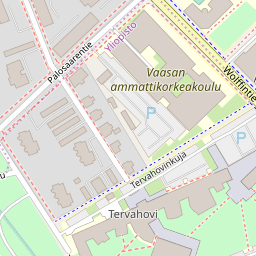 Palosaarentie
Yliopisto
Vaasan
ammattikorkeakoulu
Wolffintie
P
P
Tervahovinkuja
Tervahovi
u